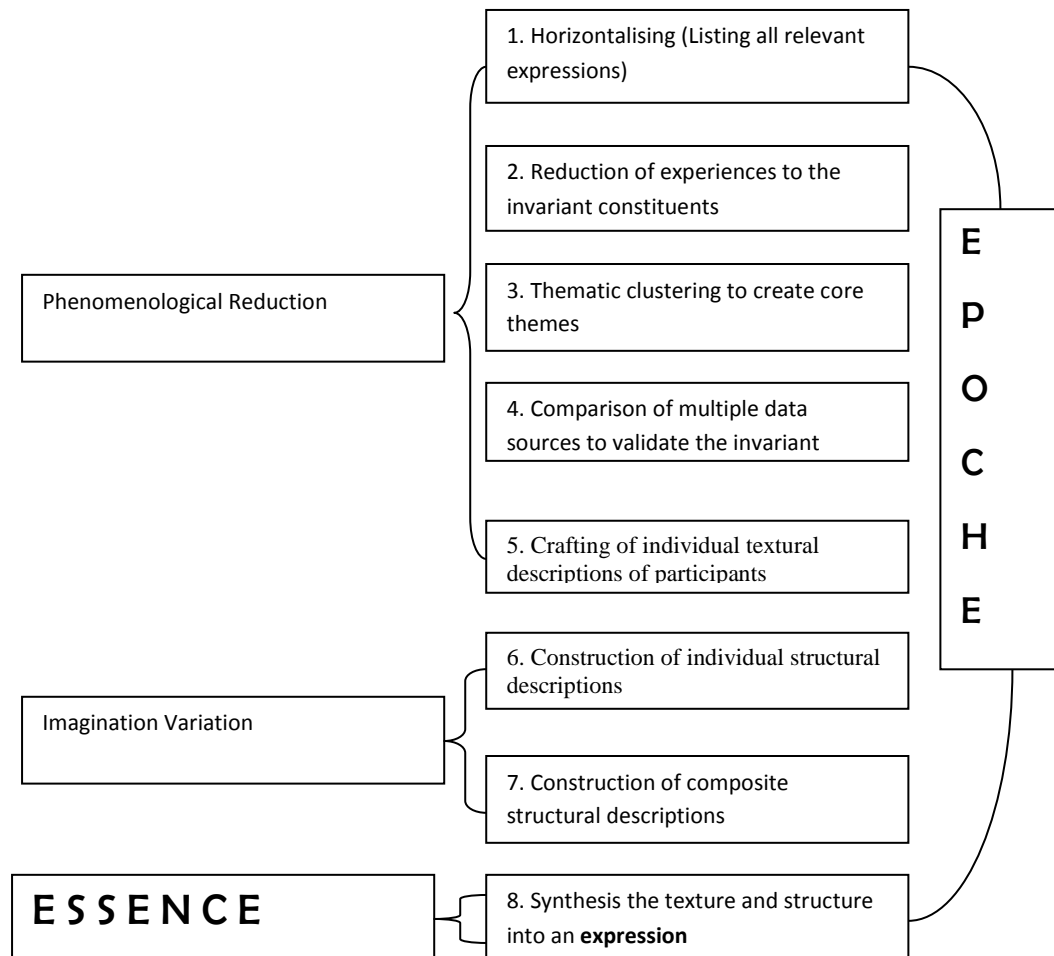 1. Horizontalising (Listing all relevant
expressions)
2. Reduction of experiences to the
invariant constituents
Phenomenological Reduction
3. Thematic clustering to create core
themes
4. Comparison of multiple data
sources to validate the invariant
5. Crafting of individual textural
descriptions of participants
E
P
O
C
H
E
6. Construction of individual structural
descriptions
Imagination Variation
7. Construction of composite
structural descriptions
E S S E N C E
8. Synthesis the texture and structure
into an expression